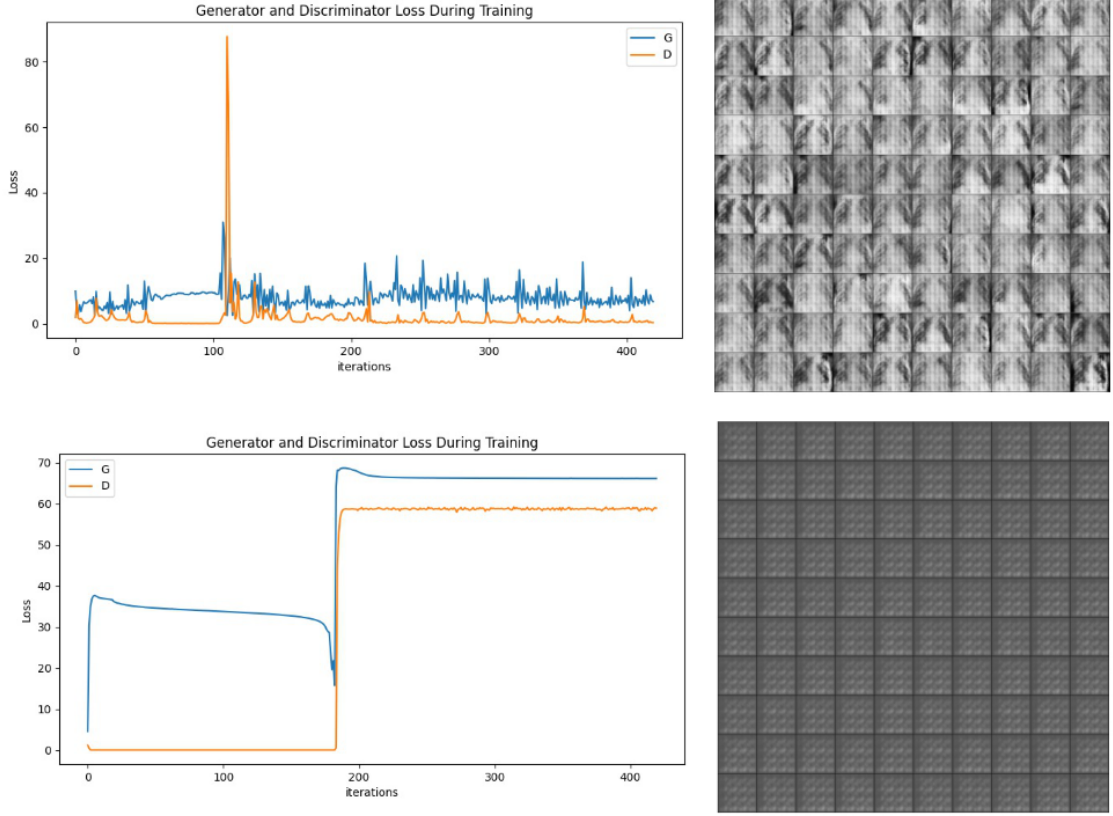 Generator and Discriminator Loss During Training
G
D
80
60
40
20
0
Loss
0 100 200 300 400
iterations
Generator and Discriminator Loss During Training
G
D
70
60
50
40
30
20
10
0
Loss
0 100 200 300 400
iterations